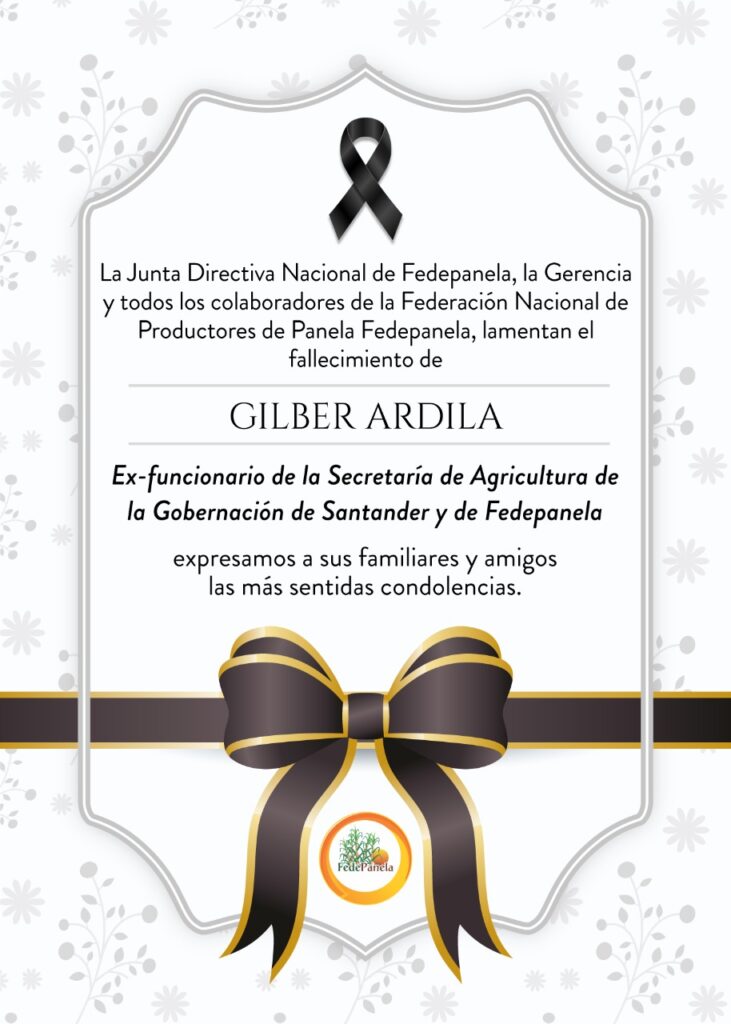 La Junta Directiva Nacional de Fedepanela, la Gerencia
y todos los colaboradores de la Federación Nacional de
Productores de Panela Fedepanela, lamentan el
fallecimiento de
GILBER ARDILA
Ex-funcionario de la Secretaría de Agricultura de
la Gobernación de Santander y de Fedepanela
expresamos a sus familiares y amigos
las más sentidas condolencias.
FedePanela